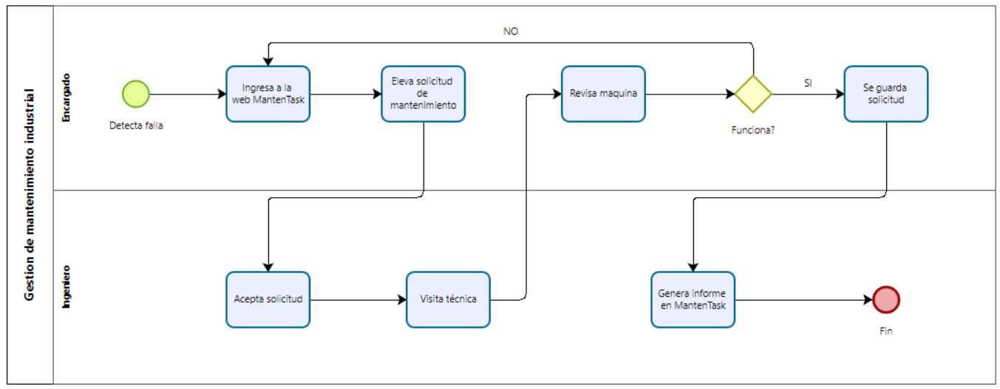 Gestion de mantenimiento industrial
Encargado
Detecta falla
Ingresa a la
web MantenTask
Eleva solicitud
de
mantenimiento
Revisa maquina
NO
Funciona?
SI
Se guarda
solicitud
Ingeniero
Acepta solicitud
Visita técnica
Genera informe
en MantenTask
Fin